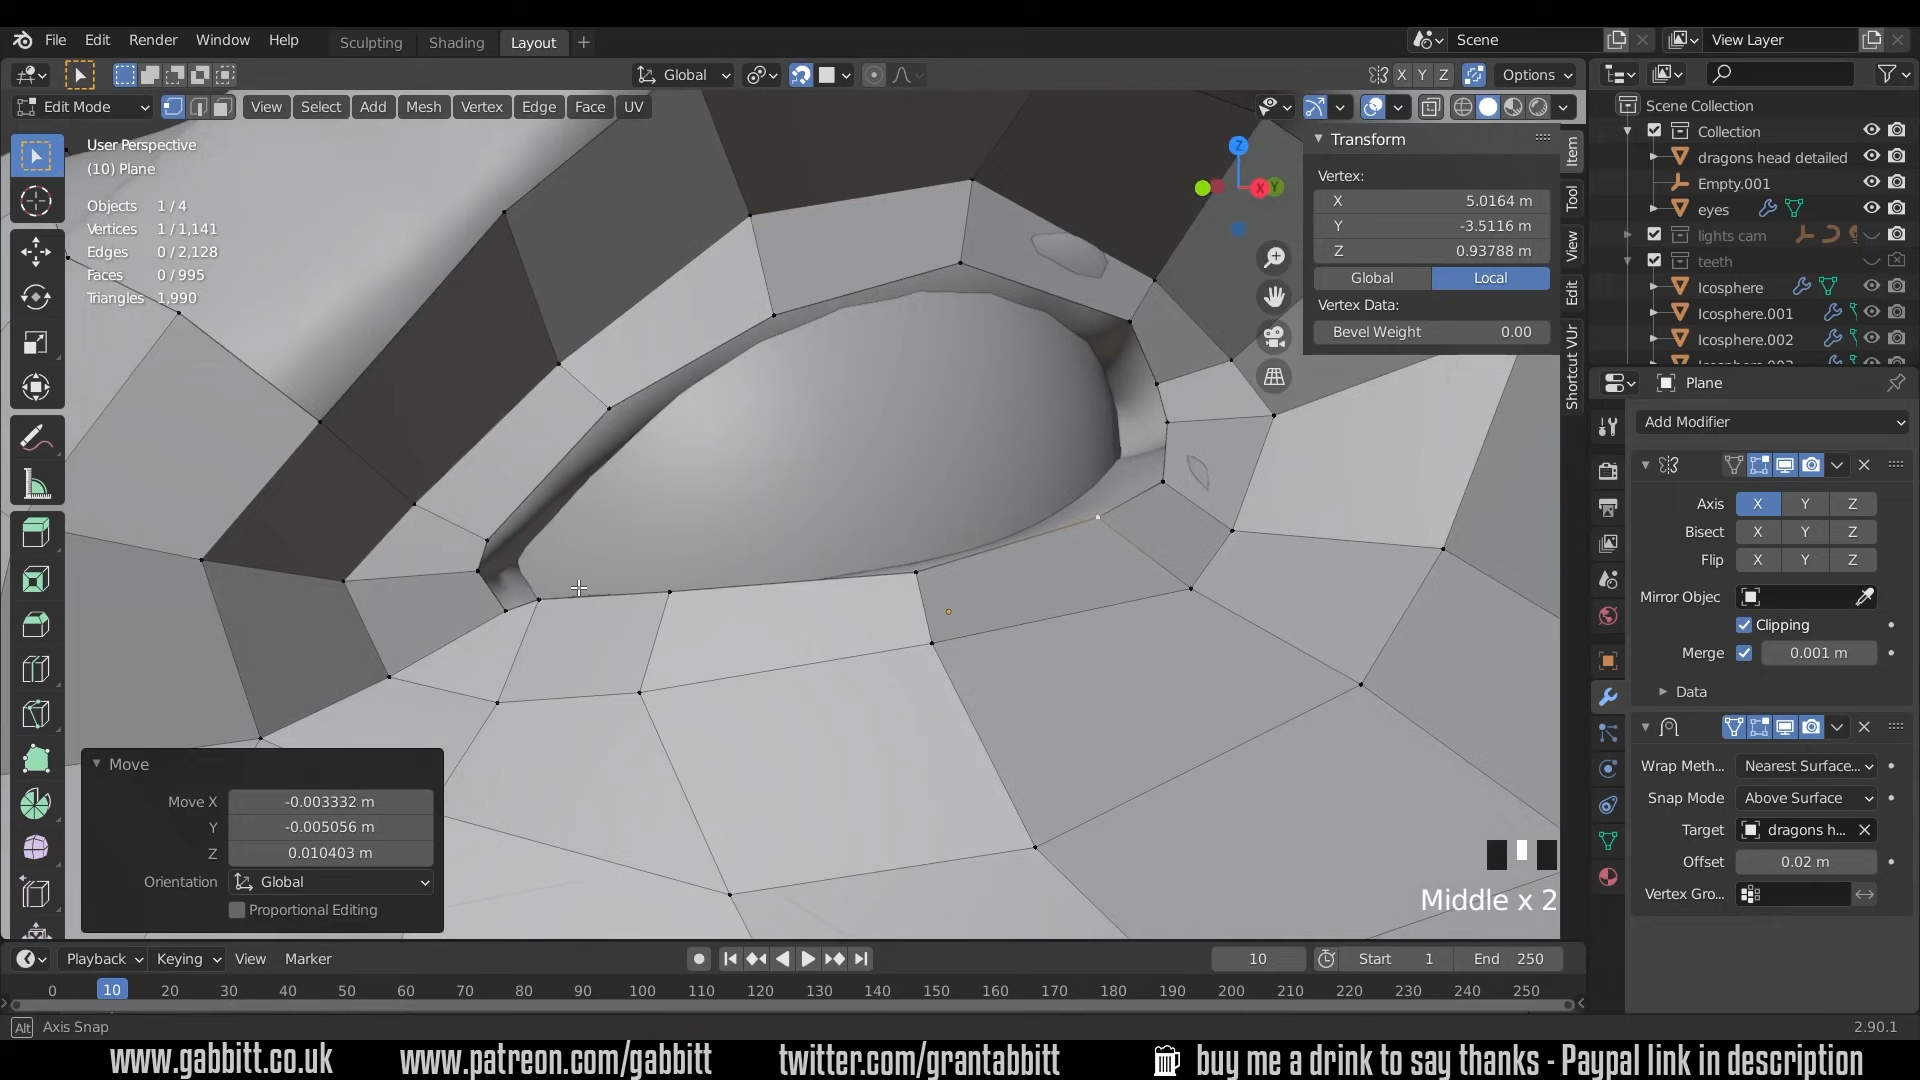 File Edit Render Window Help Sculpting Shading Layout + Scene View Layer
Global X Y Z Options
Edit Mode View Select Add Mesh Vertex Edge Face UV
User Perspective
(10) Plane
Objects 1 / 4
Vertices 1 / 1,141
Edges 0 / 2,128
Faces 0 / 995
Triangles 1,990
Z
X
Y
Transform
Vertex:
X 5.0164 m
Y -3.5116 m
Z 0.93788 m
Global Local
Vertex Data:
Bevel Weight 0.00
Item
Tool
View
Edit
Shortcut VUr
Scene Collection
Collection
dragons head detailed
Empty.001
eyes
lights cam
teeth
Icosphere
Icosphere.001
Icosphere.002
Plane
Add Modifier
Axis X Y Z
Bisect X Y Z
Flip X Y Z
Mirror Objec
Clipping
Merge 0.001 m
Data
Wrap Meth... Nearest Surface...
Snap Mode Above Surface
Target dragons h...
Offset 0.02 m
Vertex Gro...
Move
Move X -0.003332 m
Y -0.005056 m
Z 0.010403 m
Orientation Global
Proportional Editing
Middle x 2
Playback Keying View Marker 10 Start 1 End 250
0 10 20 30 40 50 60 70 80 90 100 110 120 130 140 150 160 170 180 190 200 210 220 230 240 250
Alt Axis Snap 2.90.1
www.gabbitt.co.uk www.patreon.com/gabbitt twitter.com/grantabbitt buy me a drink to say thanks - Paypal link in description